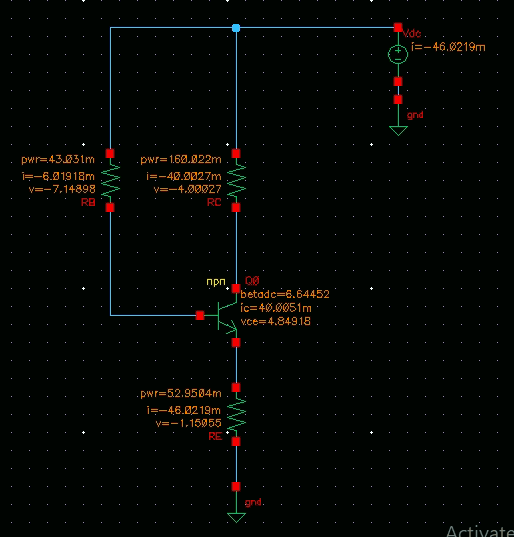 Vdc
i=-46.0219m
gnd
pwr=43.031m
i=-6.01918m
v=-7.14898
RB
pwr=160.022m
i=-40.0027m
v=-4.00027
RC
npn Q0
betadc=6.64452
ic=40.0051m
vce=4.84918
pwr=52.9504m
i=-46.0219m
v=-1.15055
RE
gnd
Activate